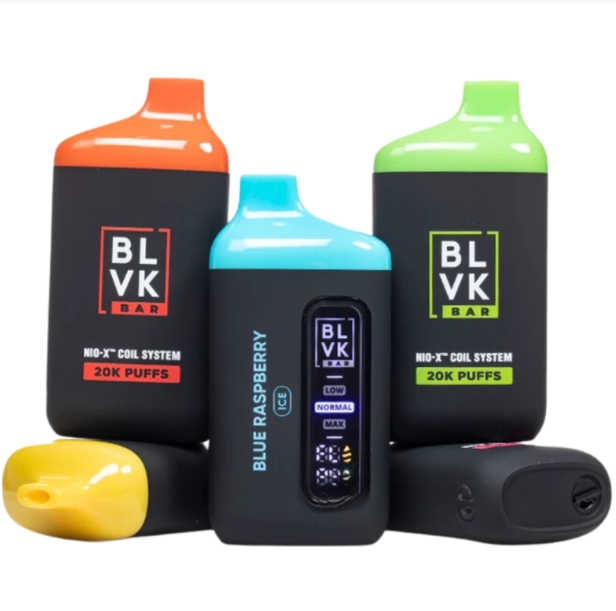 BL
VK
BAR
NIO-X™ COIL SYSTEM
20K PUFFS
BL
VK
BAR
NIO-X™ COIL SYSTEM
20K PUFFS
BLUE RASPBERRY
ICE
BL
VK
BAR
LOW
NORMAL
MAX